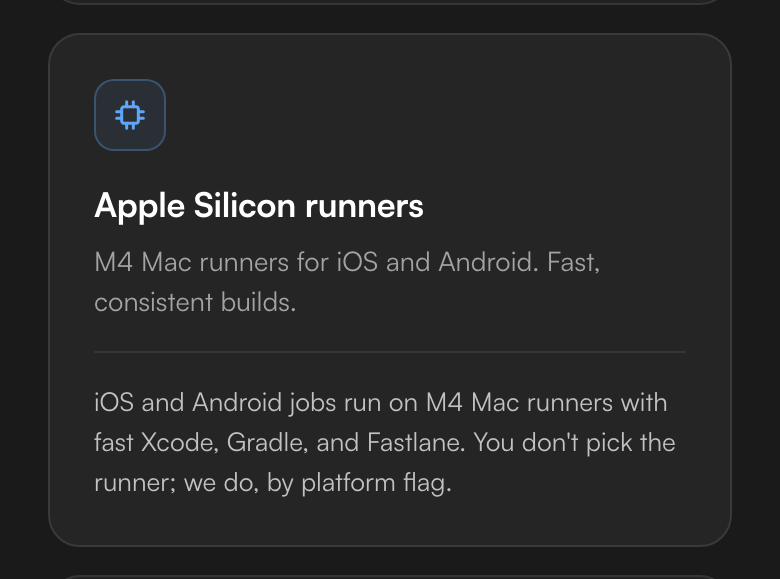 Apple Silicon runners
M4 Mac runners for iOS and Android. Fast,
consistent builds.
iOS and Android jobs run on M4 Mac runners with
fast Xcode, Gradle, and Fastlane. You don't pick the
runner; we do, by platform flag.